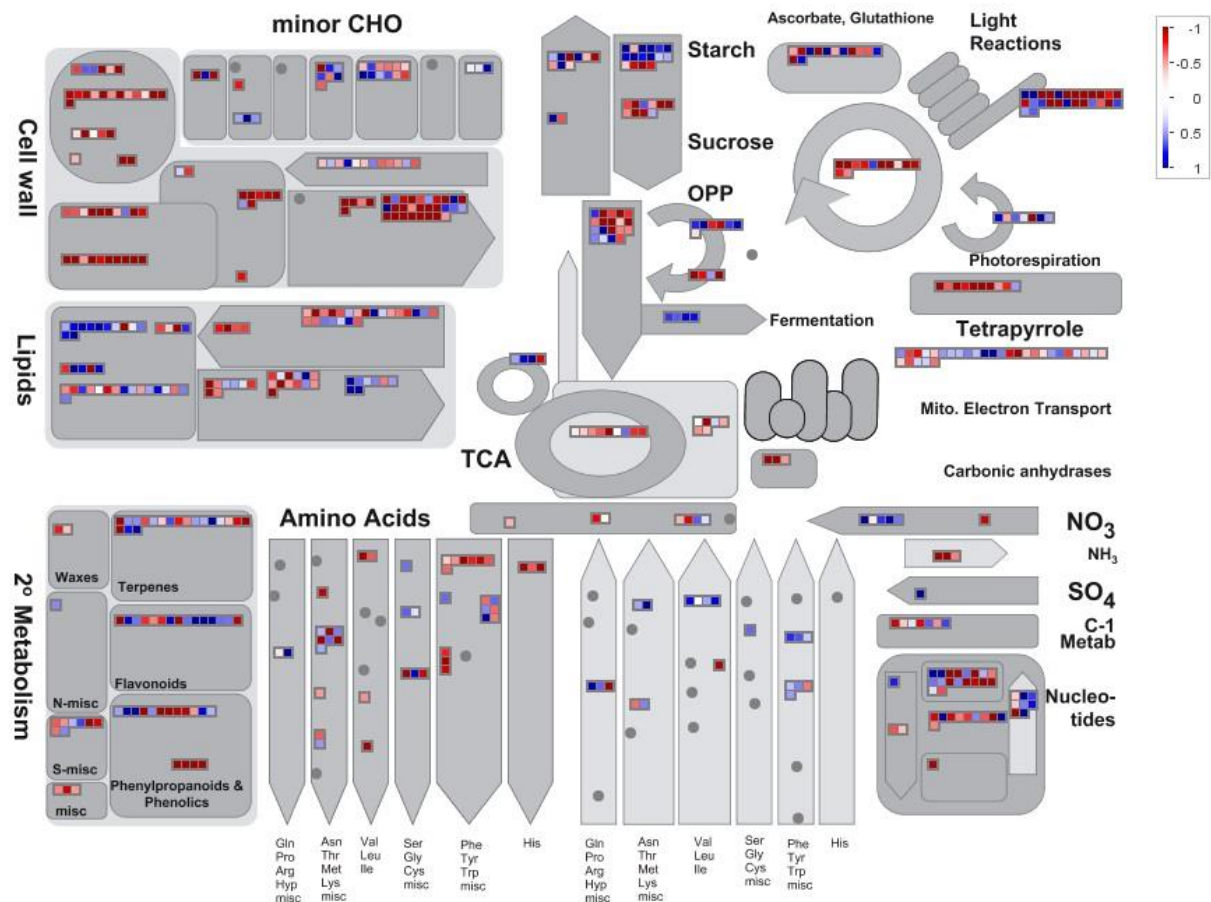 minor CHO
Ascorbate, Glutathione
Light
Reactions
Starch
Sucrose
-1
-0.5
0
0.5
1
Cell wall
OPP
Photorespiration
Fermentation
Tetrapyrrole
Lipids
TCA
Mito. Electron Transport
Carbonic anhydrases
Amino Acids
NO3
NH3
SO4
C-1
Metab
Nucleo-
tides
2° Metabolism
Waxes
Terpenes
N-misc
Flavonoids
S-misc
misc
Phenylpropanoids &
Phenolics
Gln
Pro
Arg
Hyp
misc
Asn
Thr
Met
Lys
misc
Val
Leu
Ile
Ser
Gly
Cys
misc
Phe
Tyr
Trp
misc
His
Gln
Pro
Arg
Hyp
misc
Asn
Thr
Met
Lys
misc
Val
Leu
Ile
Ser
Gly
Cys
misc
Phe
Tyr
Trp
misc
His